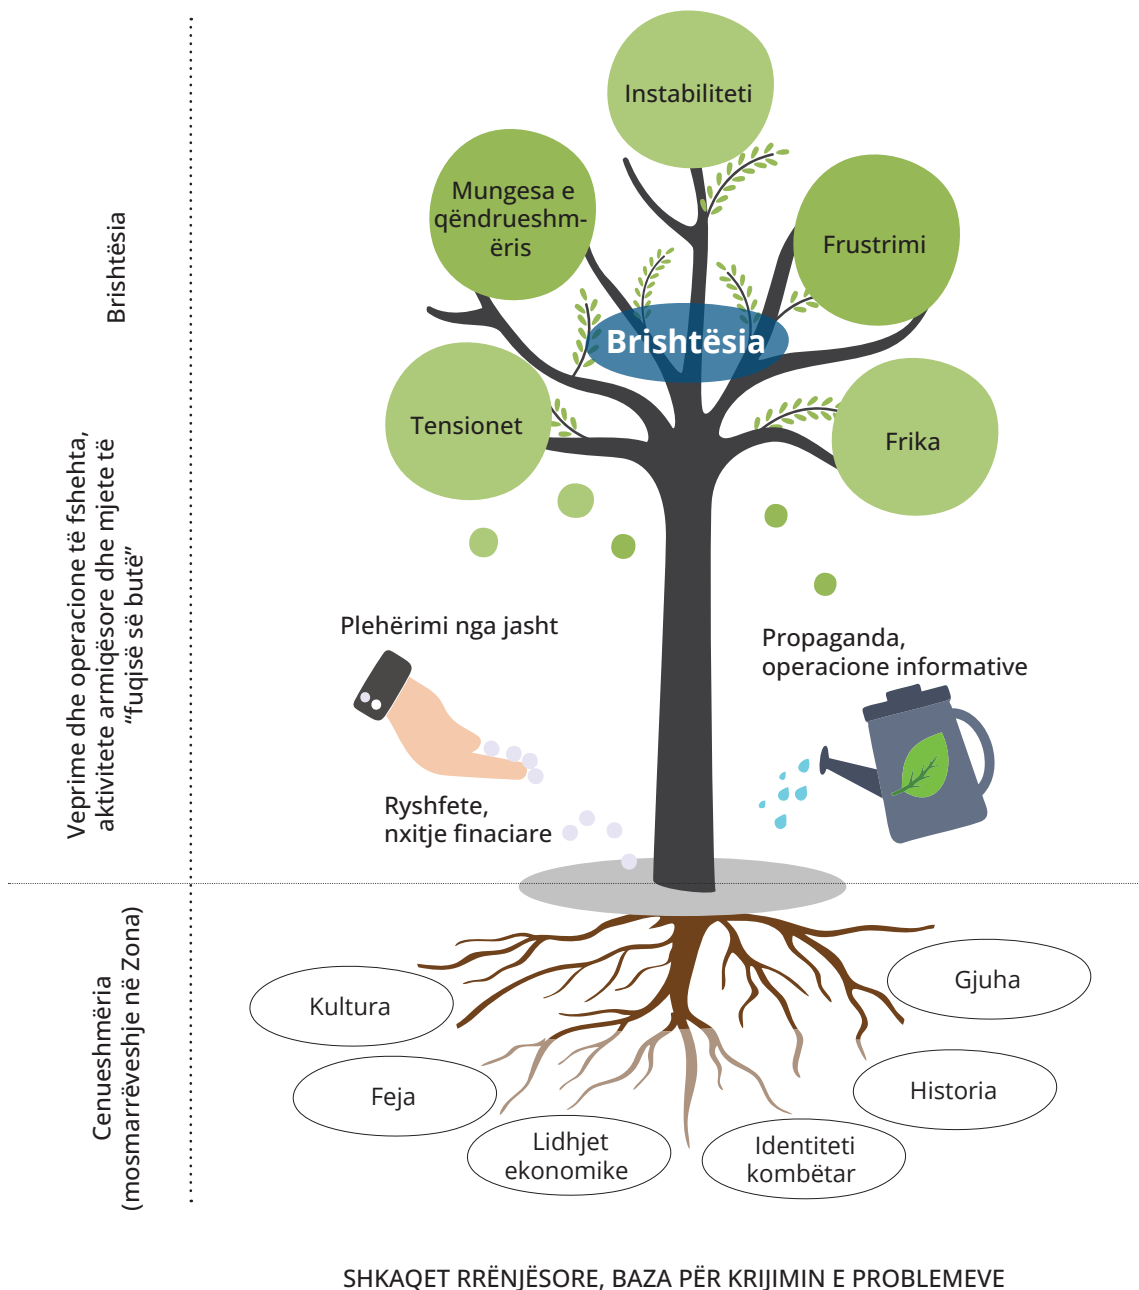 Instabiliteti
Mungesa e
qëndrueshm-
ëris
Frustrimi
Brishtësia
Brishtësia
Tensionet
Frika
Veprime dhe operacione të fshehta,
aktivitete armiqësore dhe mjete të
“fuqisë së butë”
Plehërimi nga jasht
Propaganda,
operacione informative
Ryshfete,
nxitje finaciare
Cenueshmëria
(mosmarrëveshje në Zona)
Kultura
Gjuha
Feja
Historia
Lidhjet
ekonomike
Identiteti
kombëtar
SHKAQET RRËNJËSORE, BAZA PËR KRIJIMIN E PROBLEMEVE